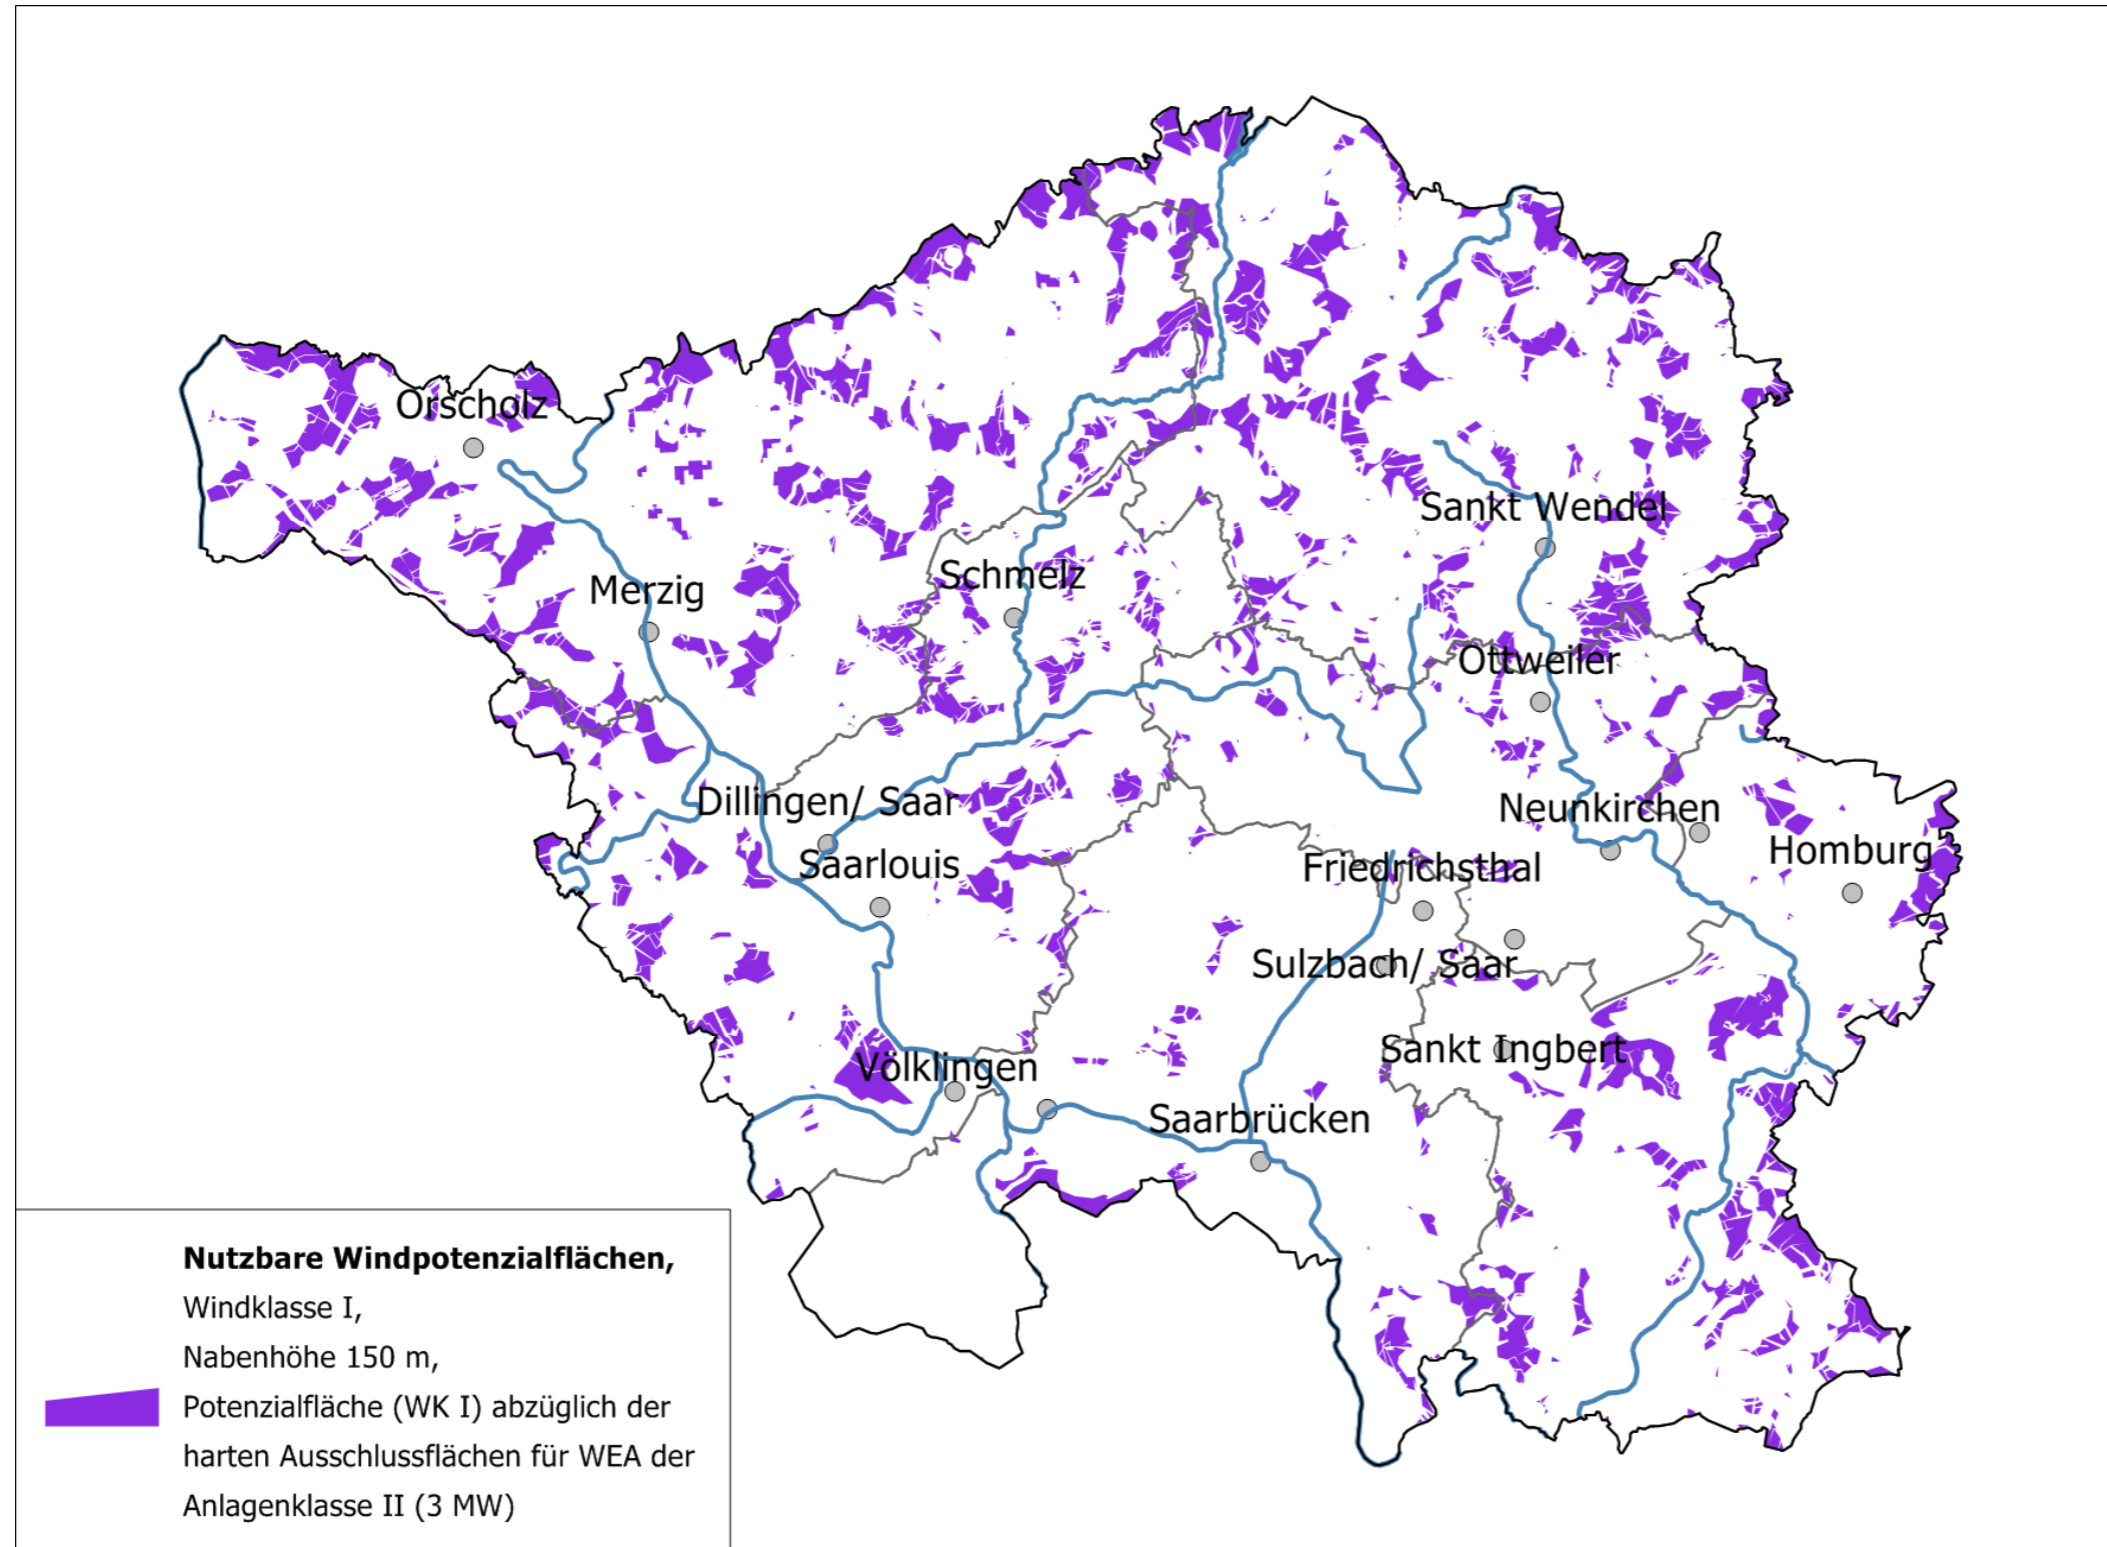 Orscholz
Sankt Wendel
Schmelz
Merzig
Ottweiler
Dillingen/ Saar
Neunkirchen
Homburg
Saarlouis
Friedrichsthal
Sulzbach/ Saar
Sankt Ingbert
Völklingen
Saarbrücken
Nutzbare Windpotenzialflächen,
Windklasse I,
Nabenhöhe 150 m,
Potenzialfläche (WK I) abzüglich der
harten Ausschlussflächen für WEA der
Anlagenklasse II (3 MW)